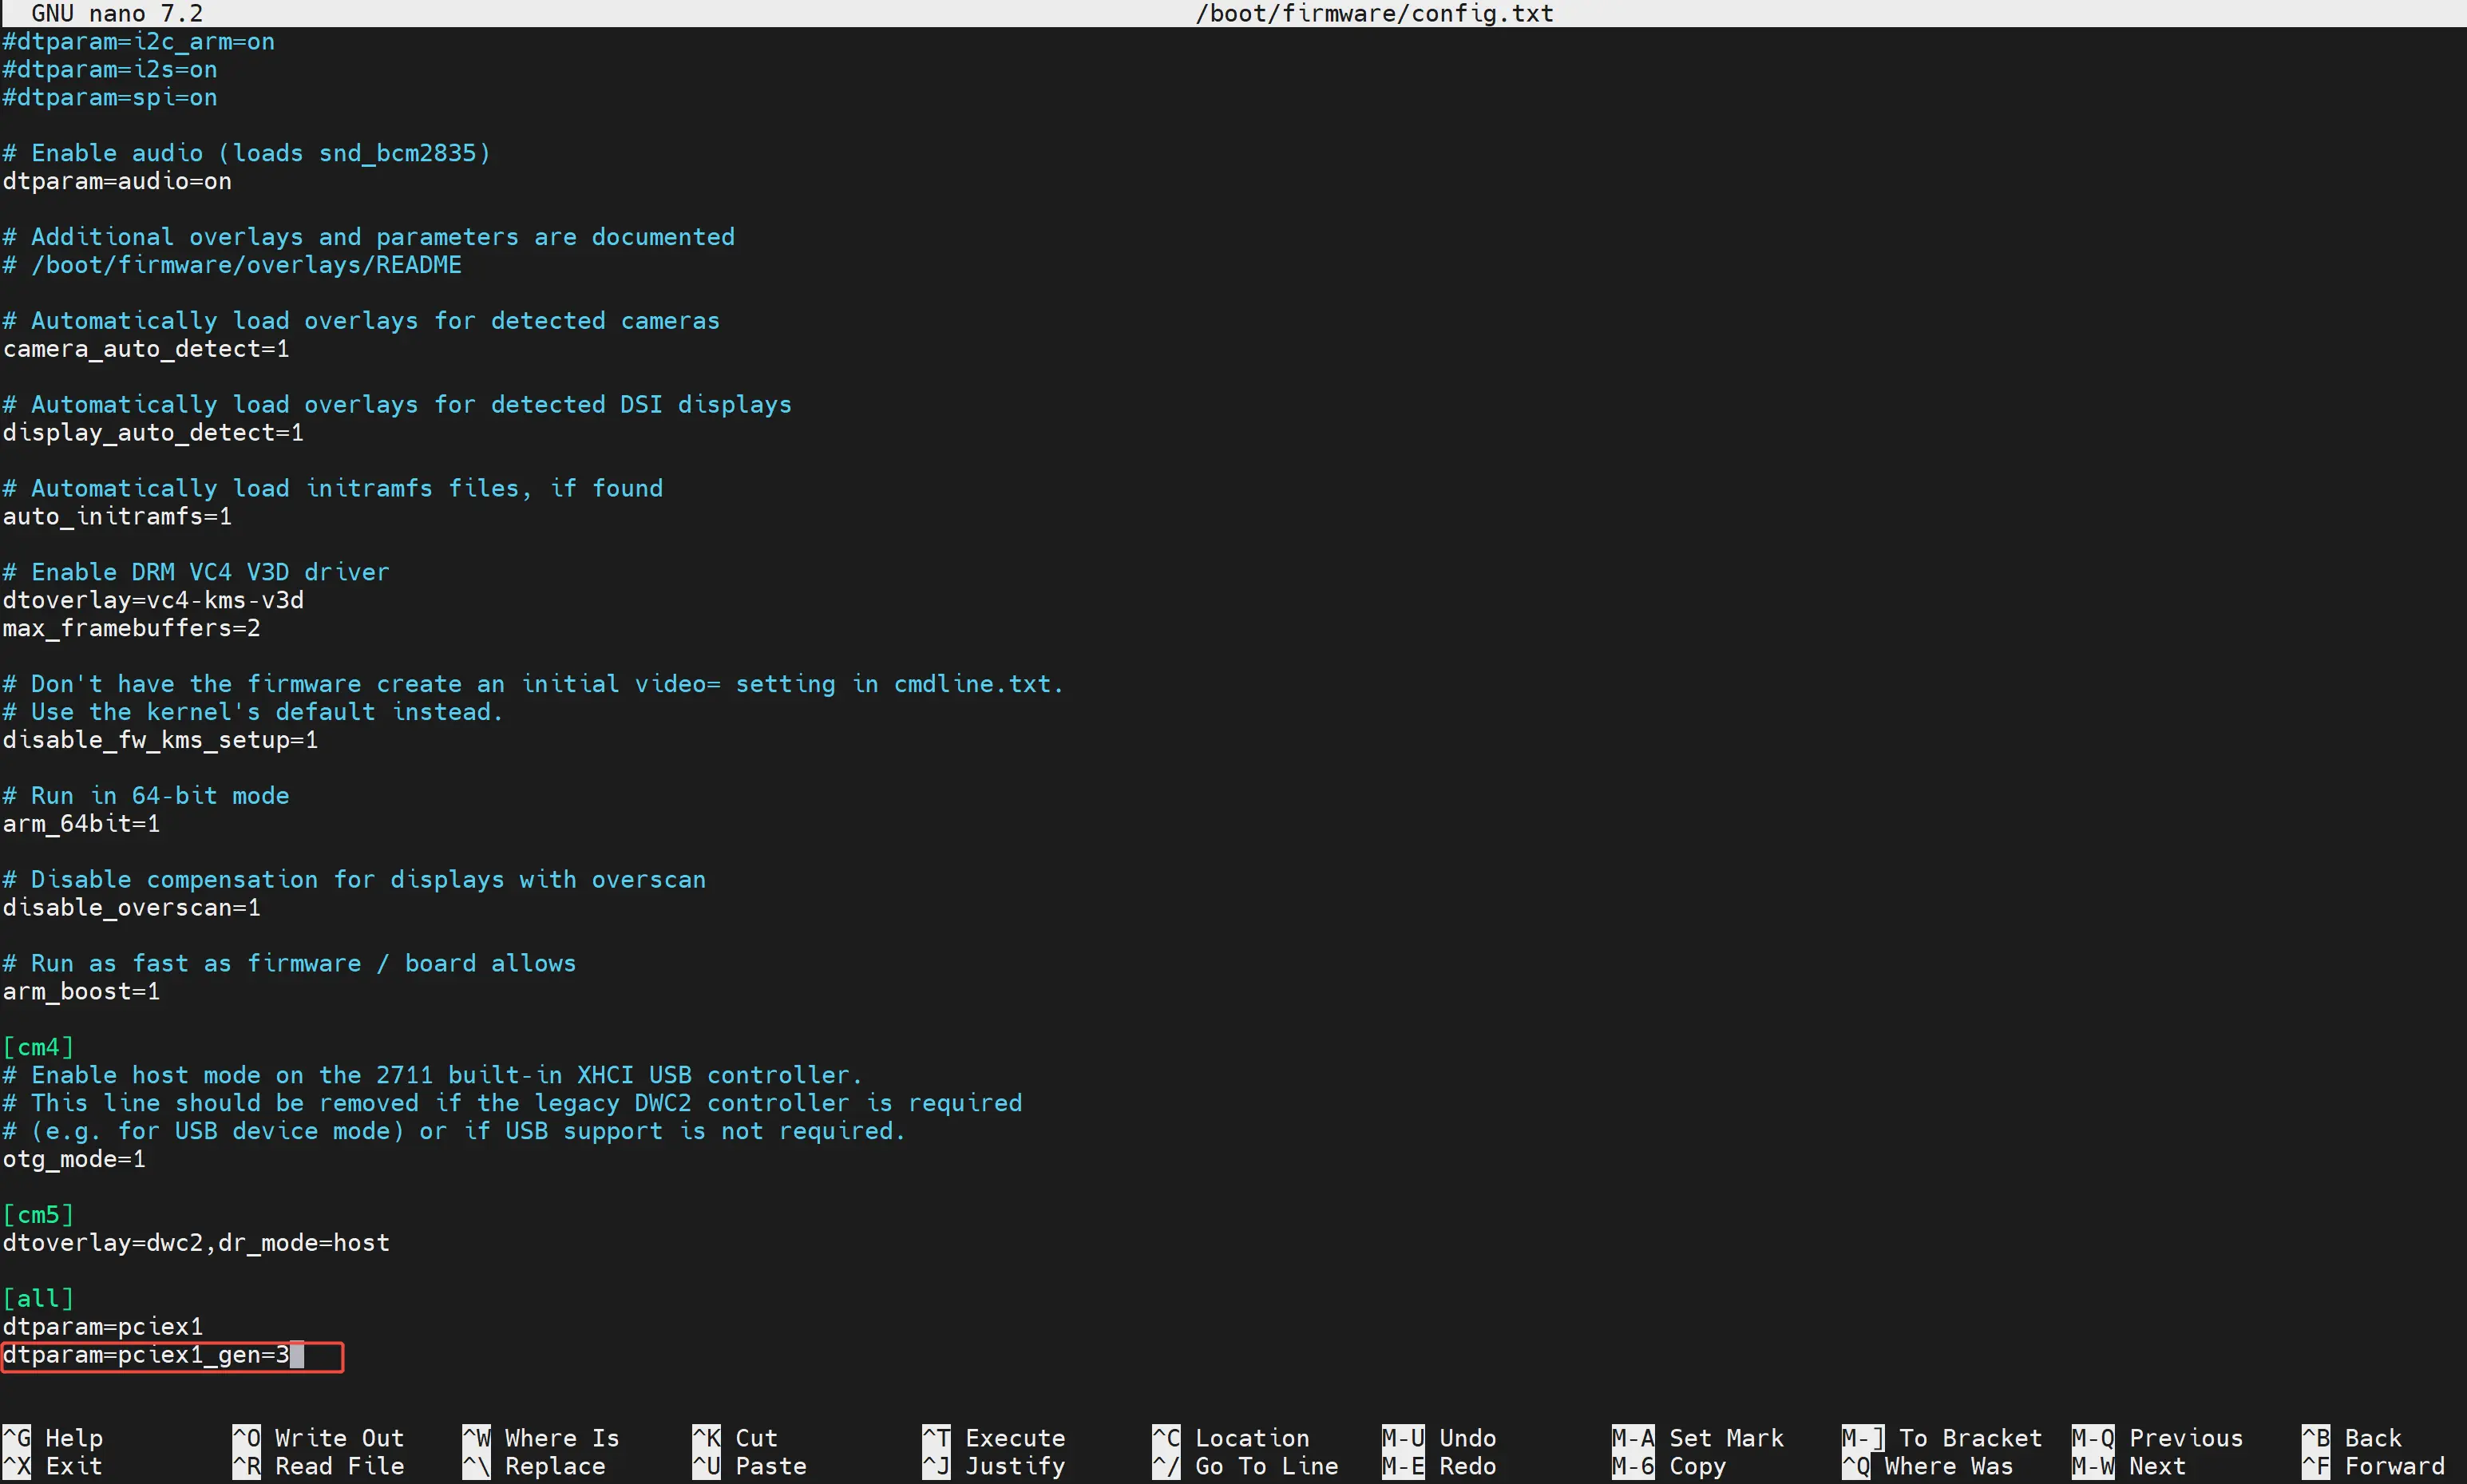 GNU nano 7.2 /boot/firmware/config.txt
#dtparam=i2c_arm=on
#dtparam=i2s=on
#dtparam=spi=on
# Enable audio (loads snd_bcm2835)
dtparam=audio=on
# Additional overlays and parameters are documented
# /boot/firmware/overlays/README
# Automatically load overlays for detected cameras
camera_auto_detect=1
# Automatically load overlays for detected DSI displays
display_auto_detect=1
# Automatically load initramfs files, if found
auto_initramfs=1
# Enable DRM VC4 V3D driver
dtoverlay=vc4-kms-v3d
max_framebuffers=2
# Don't have the firmware create an initial video= setting in cmdline.txt.
# Use the kernel's default instead.
disable_fw_kms_setup=1
# Run in 64-bit mode
arm_64bit=1
# Disable compensation for displays with overscan
disable_overscan=1
# Run as fast as firmware / board allows
arm_boost=1
[cm4]
# Enable host mode on the 2711 built-in XHCI USB controller.
# This line should be removed if the legacy DWC2 controller is required
# (e.g. for USB device mode) or if USB support is not required.
otg_mode=1
[cm5]
dtoverlay=dwc2,dr_mode=host
[all]
dtparam=pciex1
dtparam=pciex1_gen=3
^G Help ^O Write Out ^W Where Is ^K Cut ^T Execute ^C Location M-U Undo M-A Set Mark M-] To Bracket M-Q Previous ^B Back
^X Exit ^R Read File ^\ Replace ^U Paste ^J Justify ^/ Go To Line M-E Redo M-6 Copy ^Q Where Was M-W Next ^F Forward